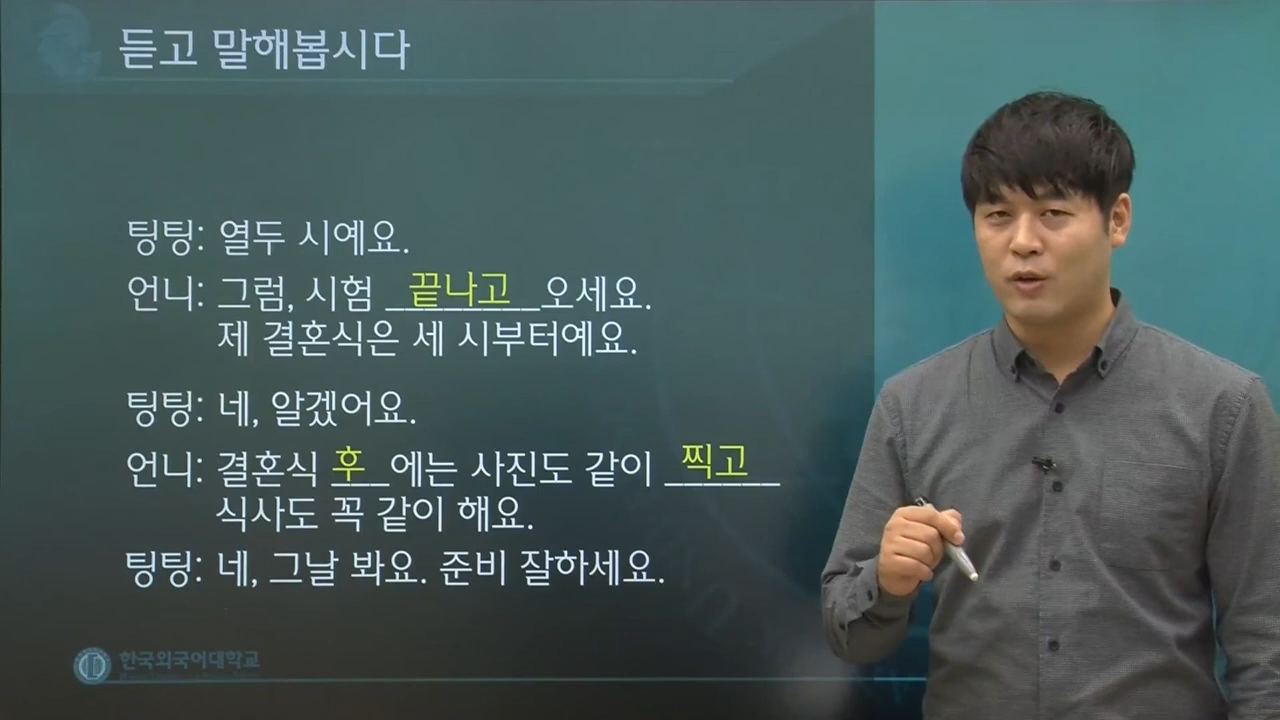 듣고 말해봅시다
팅팅: 열두 시예요.
언니: 그럼, 시험 끝나고 오세요.
제 결혼식은 세 시부터예요.
팅팅: 네, 알겠어요.
언니: 결혼식 후에는 사진도 같이 찍고
식사도 꼭 같이 해요.
팅팅: 네, 그날 봐요. 준비 잘하세요.
한국외국어대학교